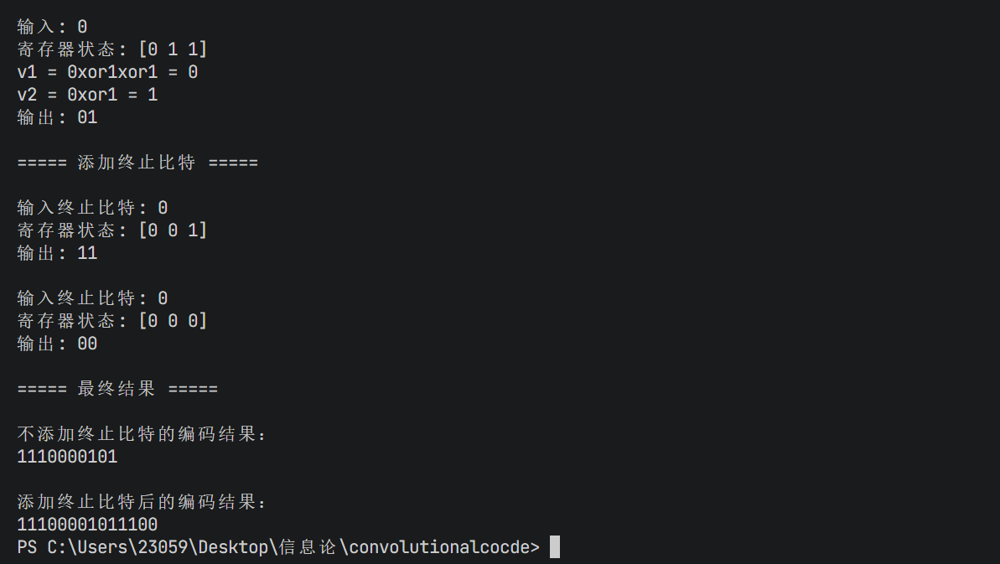 输入: 0
寄存器状态: [0 1 1]
v1 = 0xor1xor1 = 0
v2 = 0xor1 = 1
输出: 01
===== 添加终止比特 =====
输入终止比特: 0
寄存器状态: [0 0 1]
输出: 11
输入终止比特: 0
寄存器状态: [0 0 0]
输出: 00
===== 最终结果 =====
不添加终止比特的编码结果:
1110000101
添加终止比特后的编码结果:
11100001011100
PS C:\Users\23059\Desktop\信息论\convolutionalcocde>